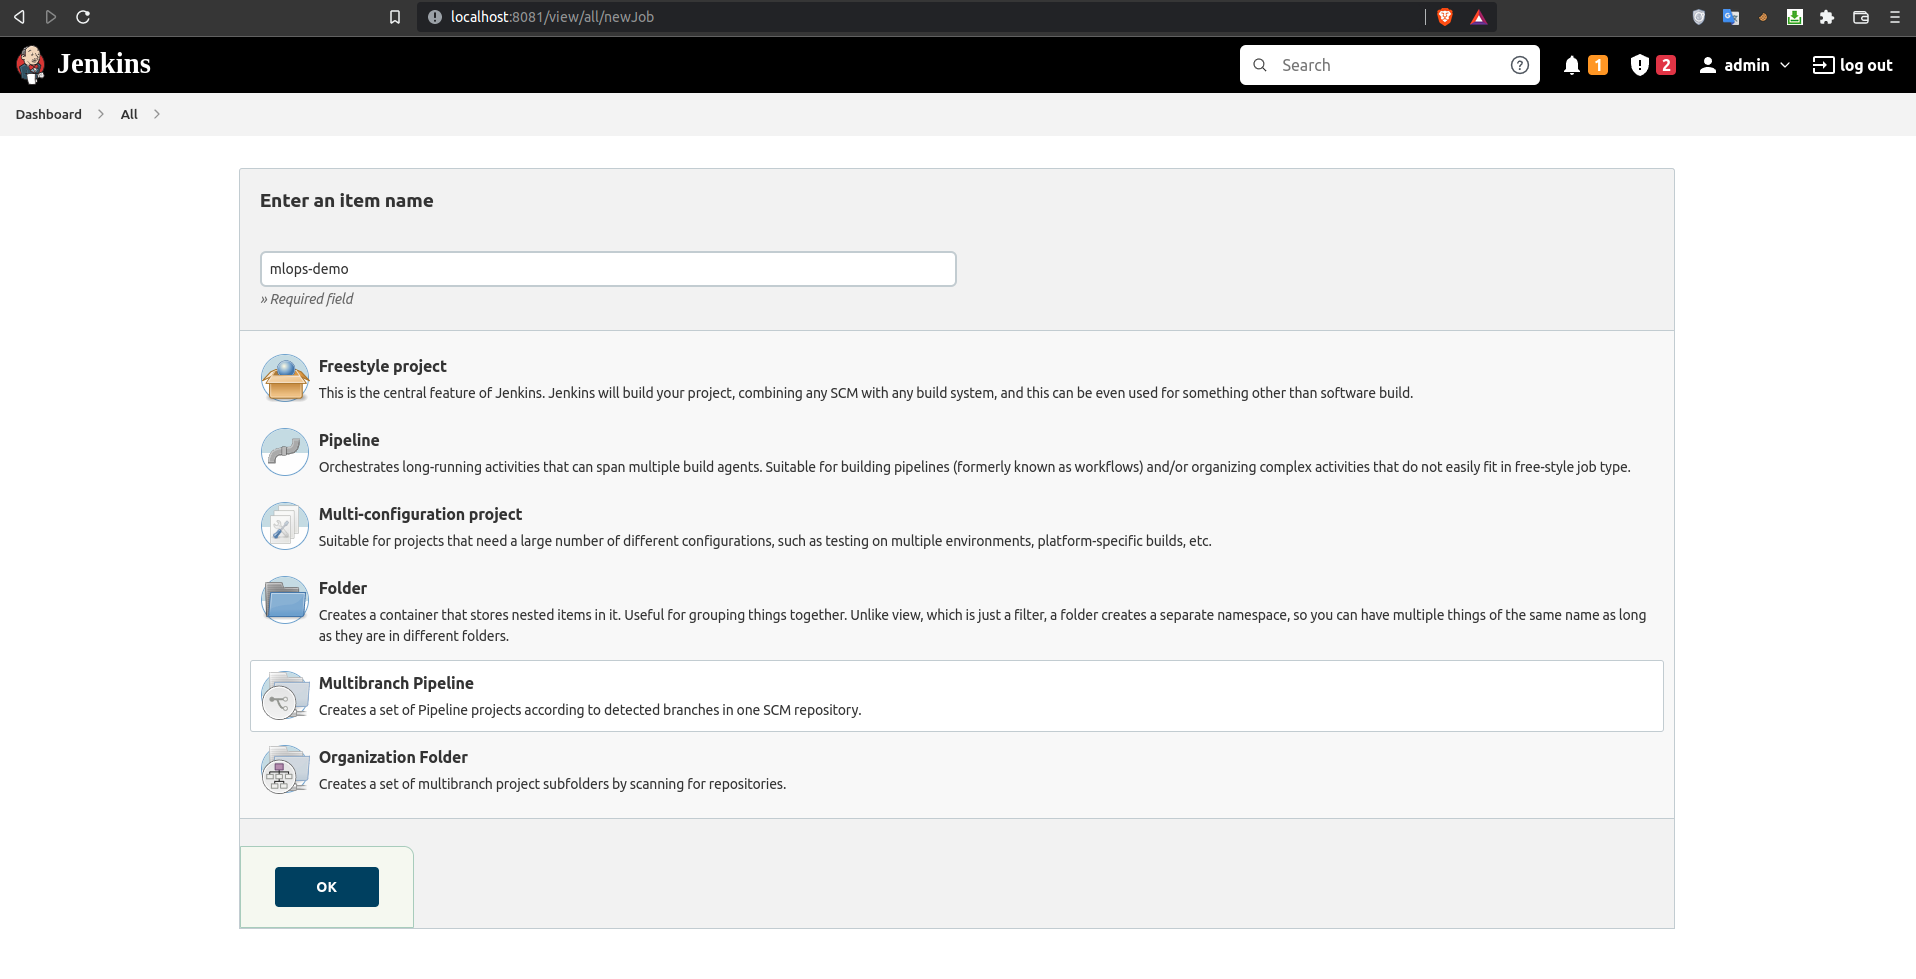 localhost:8081/view/all/newJob
Jenkins
Search
1
2
admin
log out
Dashboard
All
Enter an item name
mlops-demo
» Required field
Freestyle project
This is the central feature of Jenkins. Jenkins will build your project, combining any SCM with any build system, and this can be even used for something other than software build.
Pipeline
Orchestrates long-running activities that can span multiple build agents. Suitable for building pipelines (formerly known as workflows) and/or organizing complex activities that do not easily fit in free-style job type.
Multi-configuration project
Suitable for projects that need a large number of different configurations, such as testing on multiple environments, platform-specific builds, etc.
Folder
Creates a container that stores nested items in it. Useful for grouping things together. Unlike view, which is just a filter, a folder creates a separate namespace, so you can have multiple things of the same name as long
as they are in different folders.
Multibranch Pipeline
Creates a set of Pipeline projects according to detected branches in one SCM repository.
Organization Folder
Creates a set of multibranch project subfolders by scanning for repositories.
OK